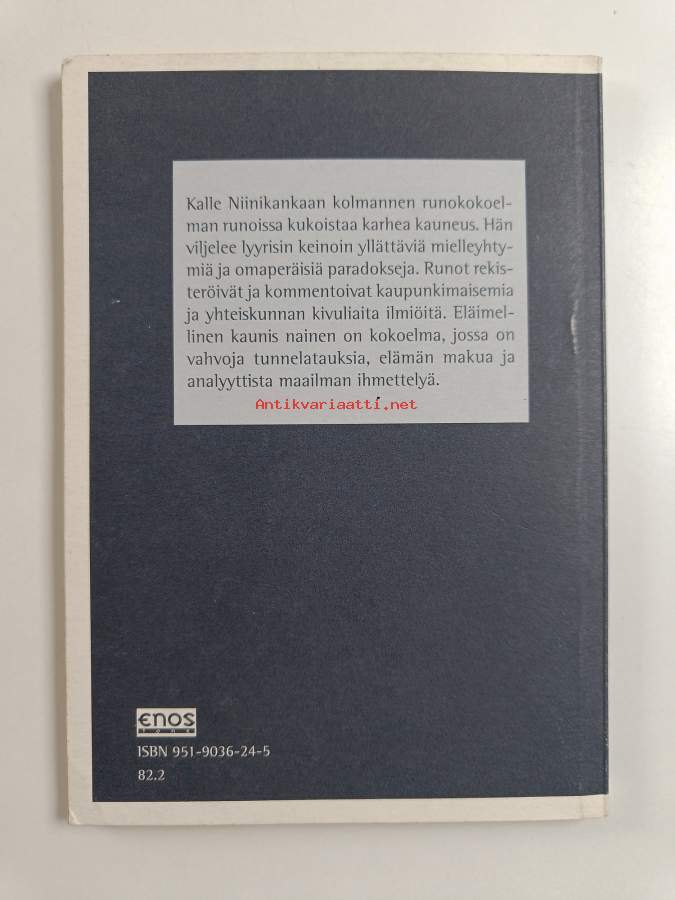 Kalle Niinikankaan kolmannen runokokoel-
man runoissa kukoistaa karhea kauneus. Hän
viljelee lyyrisin keinoin yllättäviä mielleyhty-
miä ja omaperäisiä paradokseja. Runot rekis-
teröivät ja kommentoivat kaupunkimaisemia
ja yhteiskunnan kivuliaita ilmiöitä. Eläimel-
linen kaunis nainen on kokoelma, jossa on
vahvoja tunnelatauksia, elämän makua ja
analyyttista maailman ihmettelyä.
Antikvariaatti.net
enos
tone
ISBN 951-9036-24-5
82.2